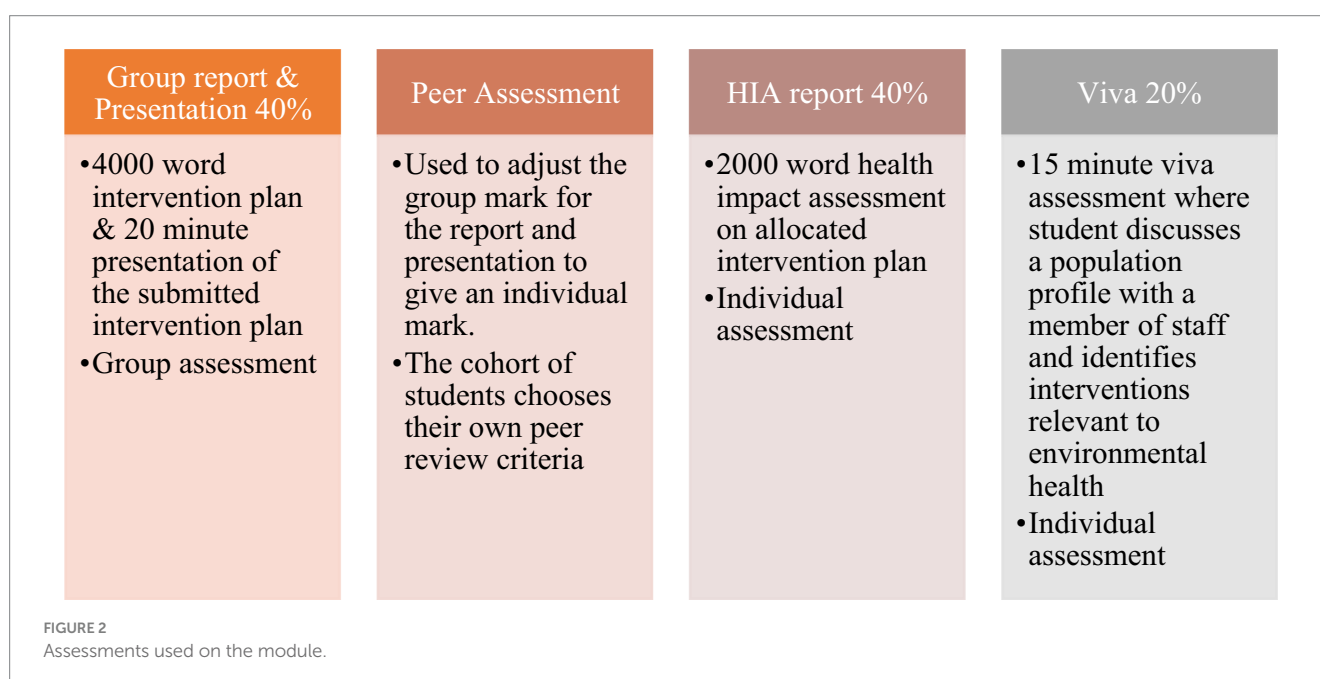 Group report &
Presentation 40%
•4000 word
intervention plan
& 20 minute
presentation of
the submitted
intervention plan
•Group assessment
Peer Assessment
•Used to adjust the
group mark for
the report and
presentation to
give an individual
mark.
•The cohort of
students chooses
their own peer
review criteria
HIA report 40%
•2000 word health
impact assessment
on allocated
intervention plan
•Individual
assessment
Viva 20%
•15 minute viva
assessment where
student discusses
a population
profile with a
member of staff
and identifies
interventions
relevant to
environmental
health
•Individual
assessment
FIGURE 2
Assessments used on the module.